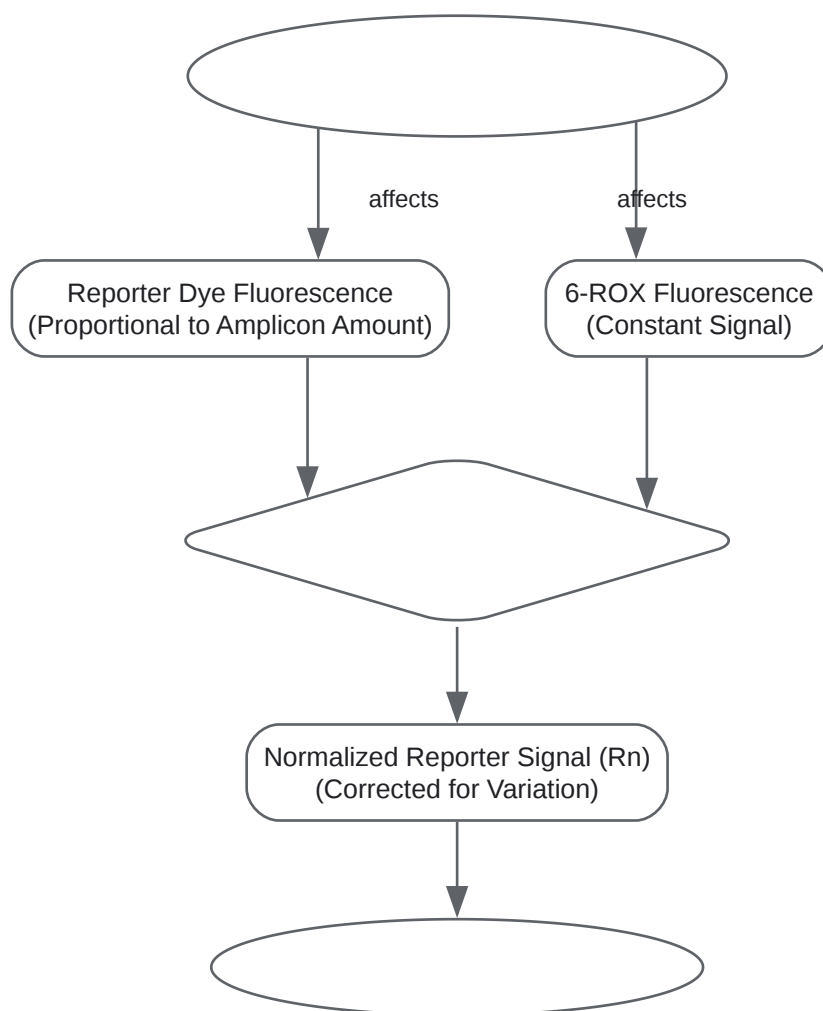 affects
affects
Reporter Dye Fluorescence
(Proportional to Amplicon Amount)
6-ROX Fluorescence
(Constant Signal)
Normalized Reporter Signal (Rn)
(Corrected for Variation)